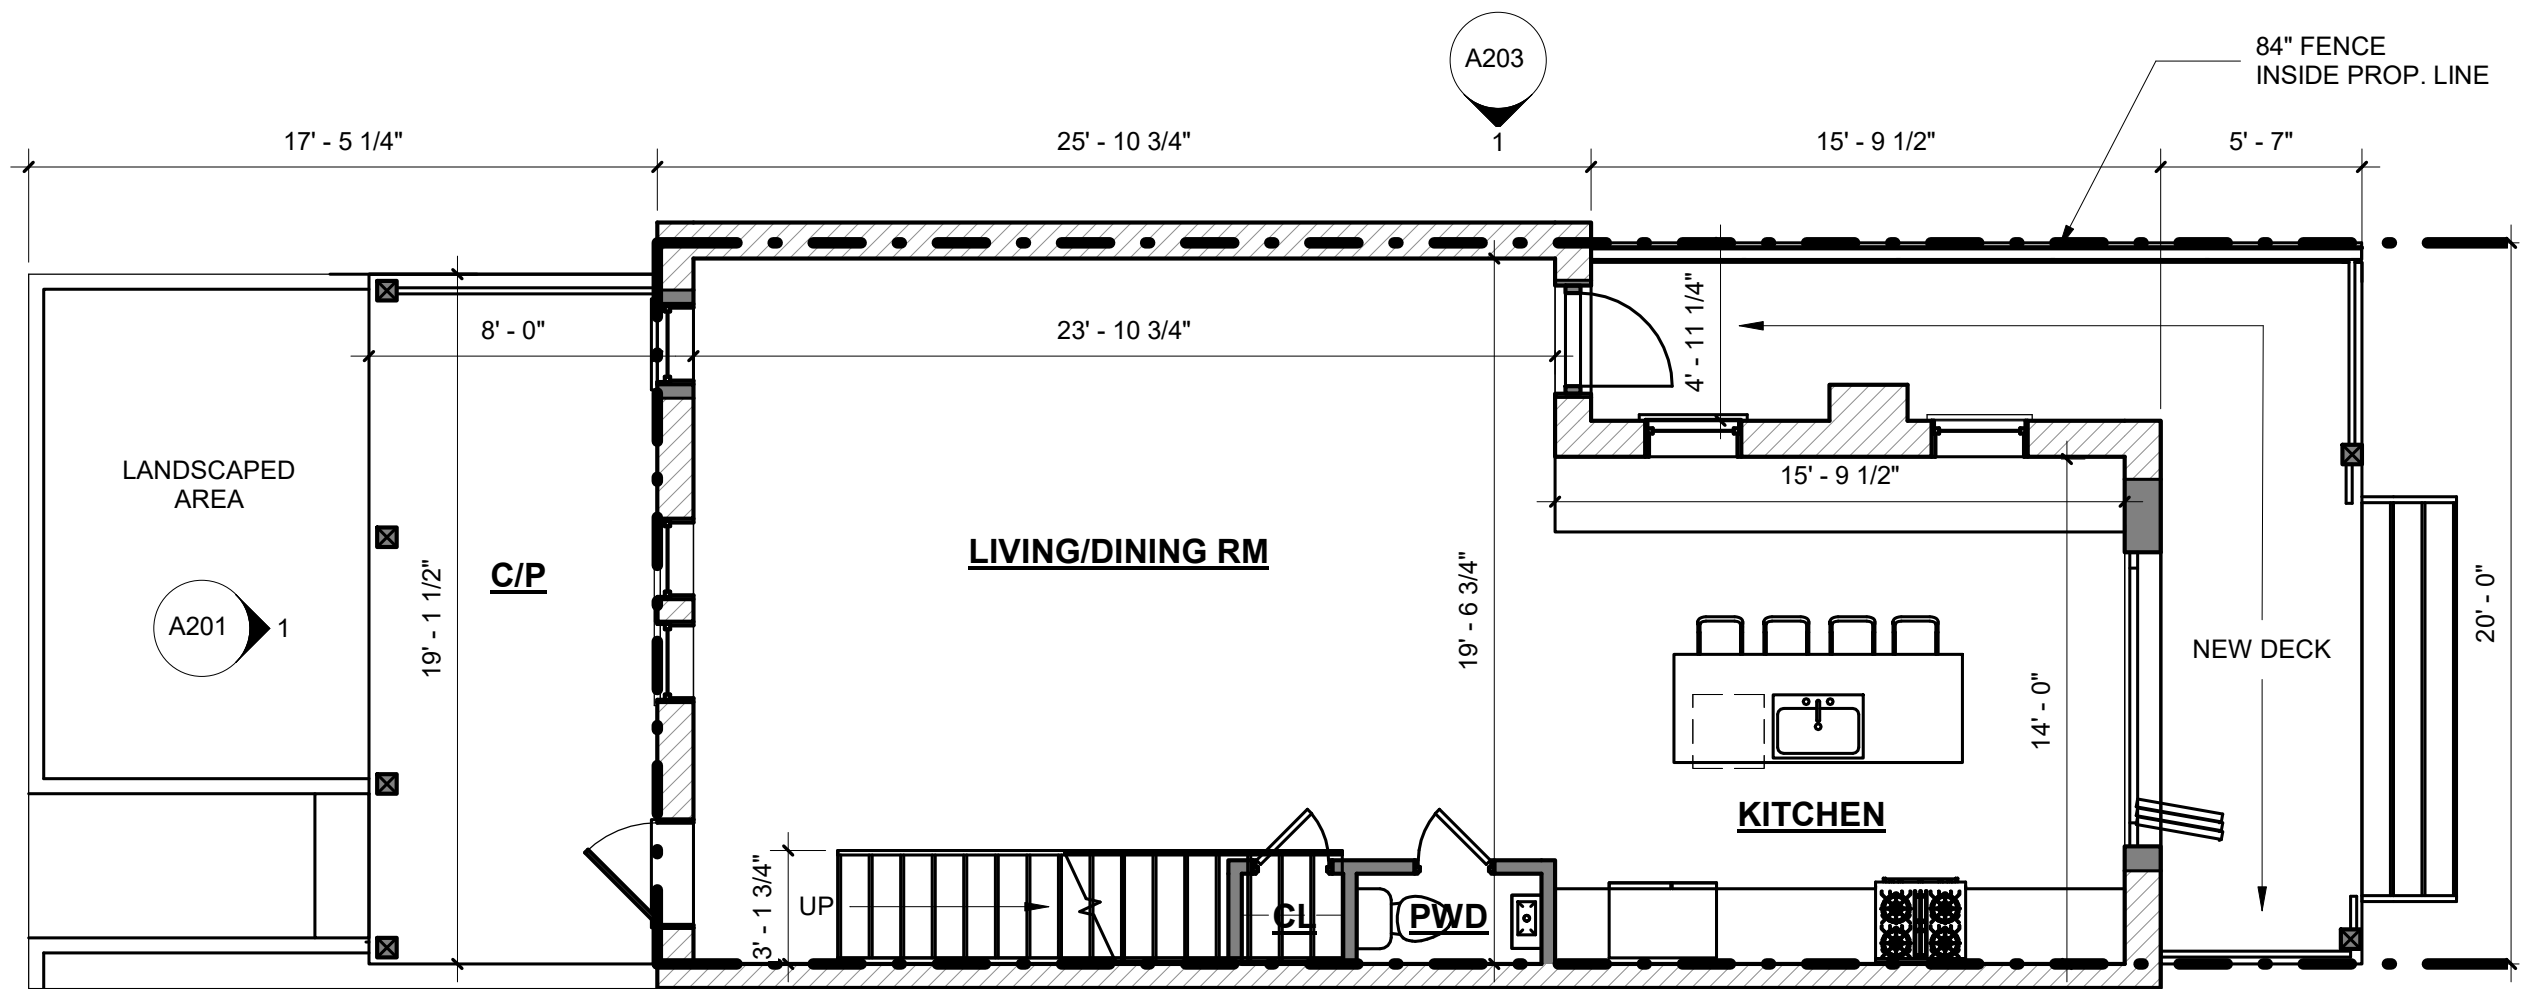 A203
1
84" FENCE
INSIDE PROP. LINE
17' - 5 1/4"
25' - 10 3/4"
15' - 9 1/2"
5' - 7"
8' - 0"
23' - 10 3/4"
4' - 11 1/4"
LANDSCAPED
AREA
15' - 9 1/2"
LIVING/DINING RM
C/P
19' - 1 1/2"
19' - 6 3/4"
20' - 0"
A201
1
NEW DECK
14' - 0"
KITCHEN
3' - 1 3/4"
UP
CL
PWD